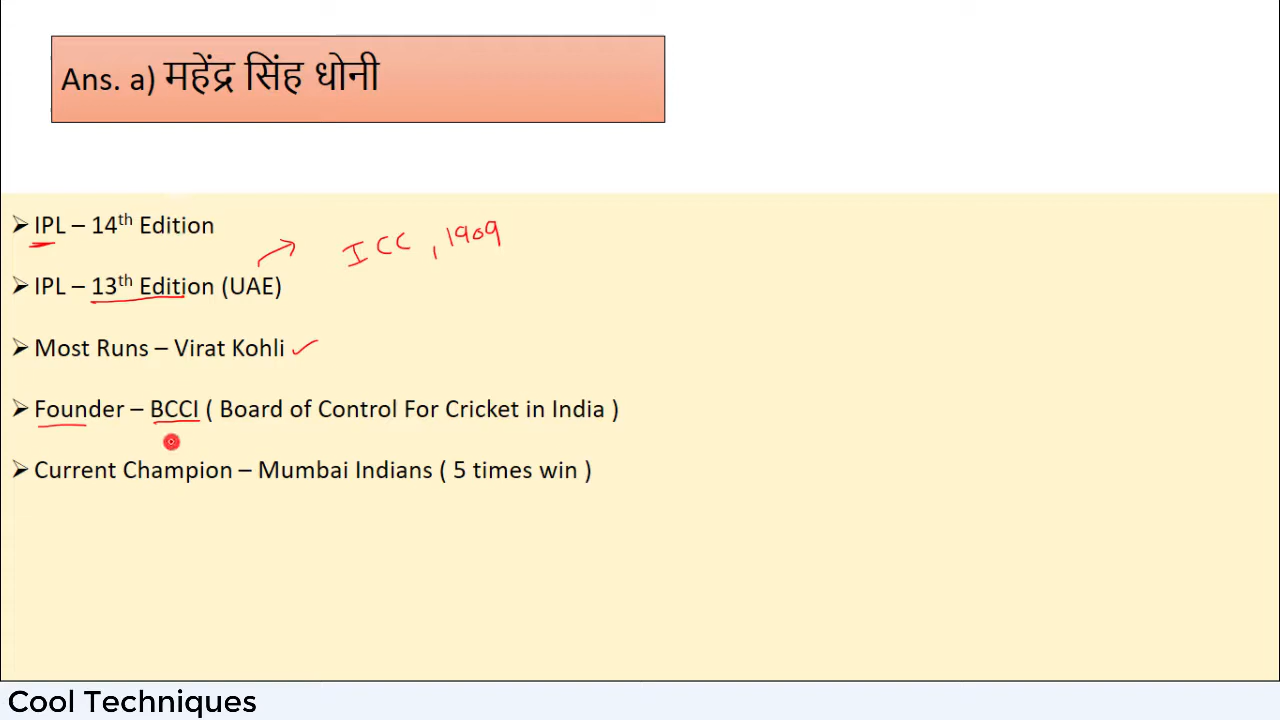 Ans. a) महेंद्र सिंह धोनी
➢ IPL – 14th Edition
ICC , 1909
➢ IPL – 13th Edition (UAE)
➢ Most Runs – Virat Kohli ✓
➢ Founder – BCCI ( Board of Control For Cricket in India )
➢ Current Champion – Mumbai Indians ( 5 times win )
Cool Techniques